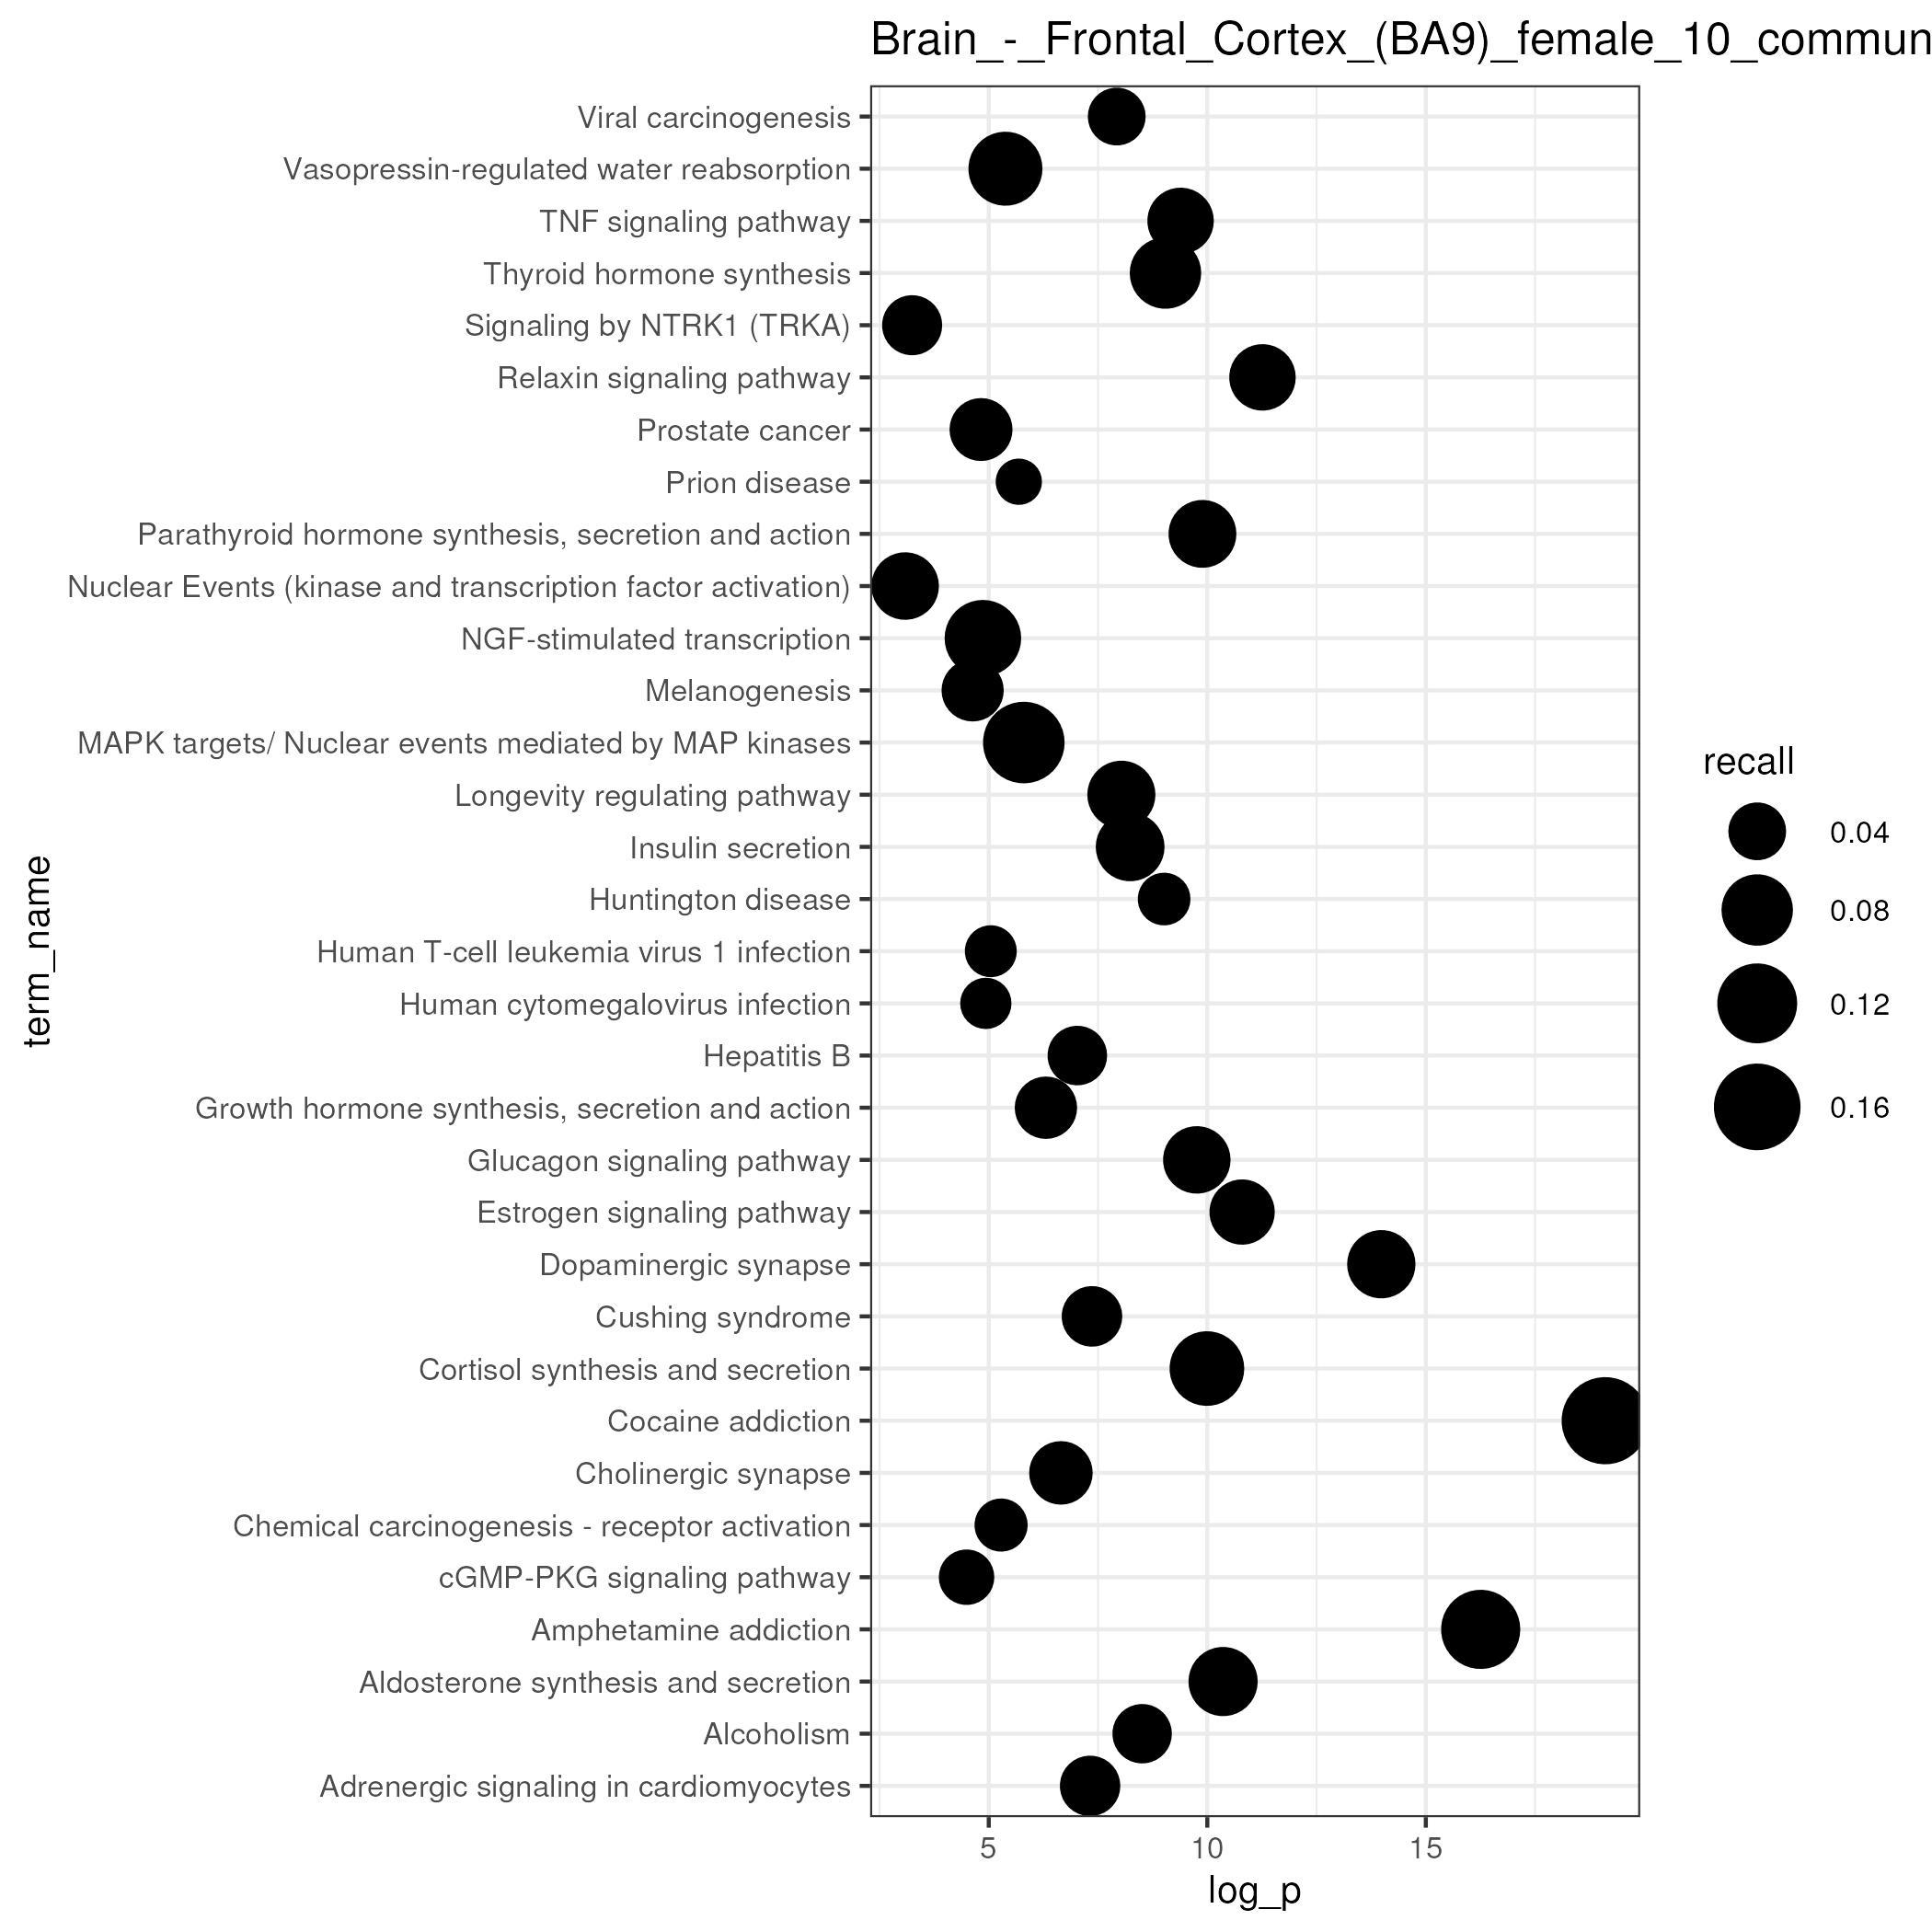 Brain_-_Frontal_Cortex_(BA9)_female_10_commun
Viral carcinogenesis
Vasopressin-regulated water reabsorption
TNF signaling pathway
Thyroid hormone synthesis
Signaling by NTRK1 (TRKA)
Relaxin signaling pathway
Prostate cancer
Prion disease
Parathyroid hormone synthesis, secretion and action
Nuclear Events (kinase and transcription factor activation)
NGF-stimulated transcription
Melanogenesis
MAPK targets/ Nuclear events mediated by MAP kinases
Longevity regulating pathway
Insulin secretion
Huntington disease
Human T-cell leukemia virus 1 infection
Human cytomegalovirus infection
Hepatitis B
Growth hormone synthesis, secretion and action
Glucagon signaling pathway
Estrogen signaling pathway
Dopaminergic synapse
Cushing syndrome
Cortisol synthesis and secretion
Cocaine addiction
Cholinergic synapse
Chemical carcinogenesis - receptor activation
cGMP-PKG signaling pathway
Amphetamine addiction
Aldosterone synthesis and secretion
Alcoholism
Adrenergic signaling in cardiomyocytes
term_name
5 10 15
log_p
recall
0.04
0.08
0.12
0.16